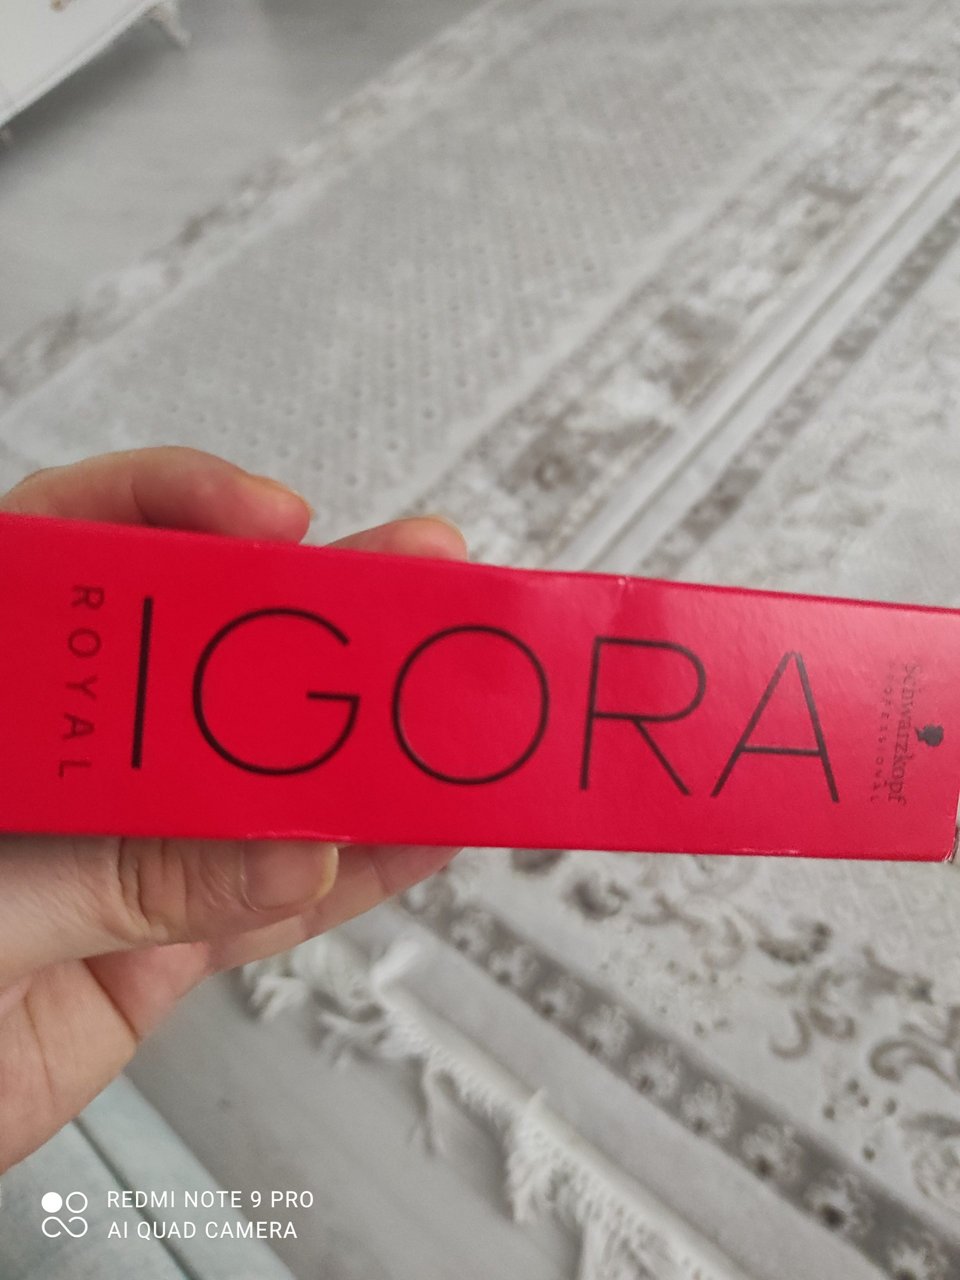 ROYAL
IGORA
Schwarzkopf
PROFESSIONAL
REDMI NOTE 9 PRO
AI QUAD CAMERA